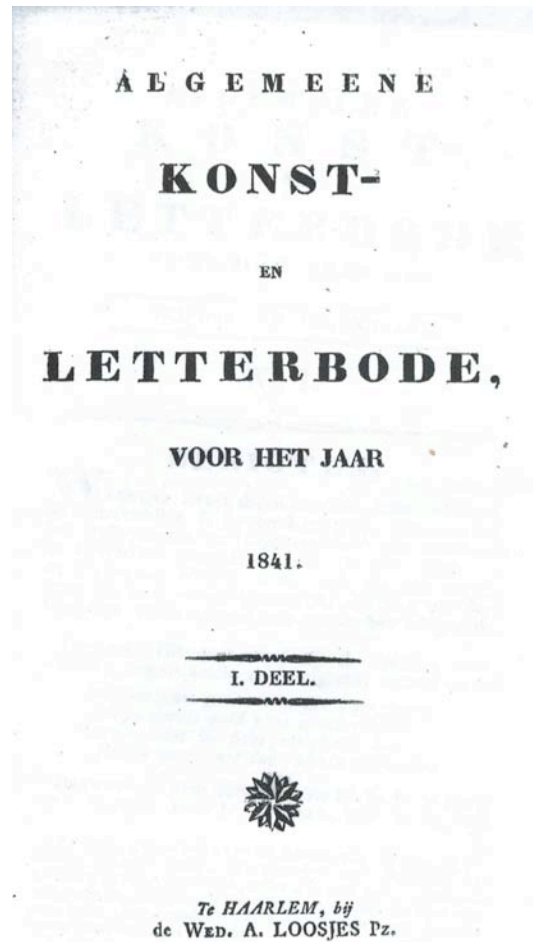 ALGEMEENE
KONST-
EN
LETTERBODE,
VOOR HET JAAR
1841.
I. DEEL.
Te HAARLEM, bij
de WED. A. LOOSJES Pz.